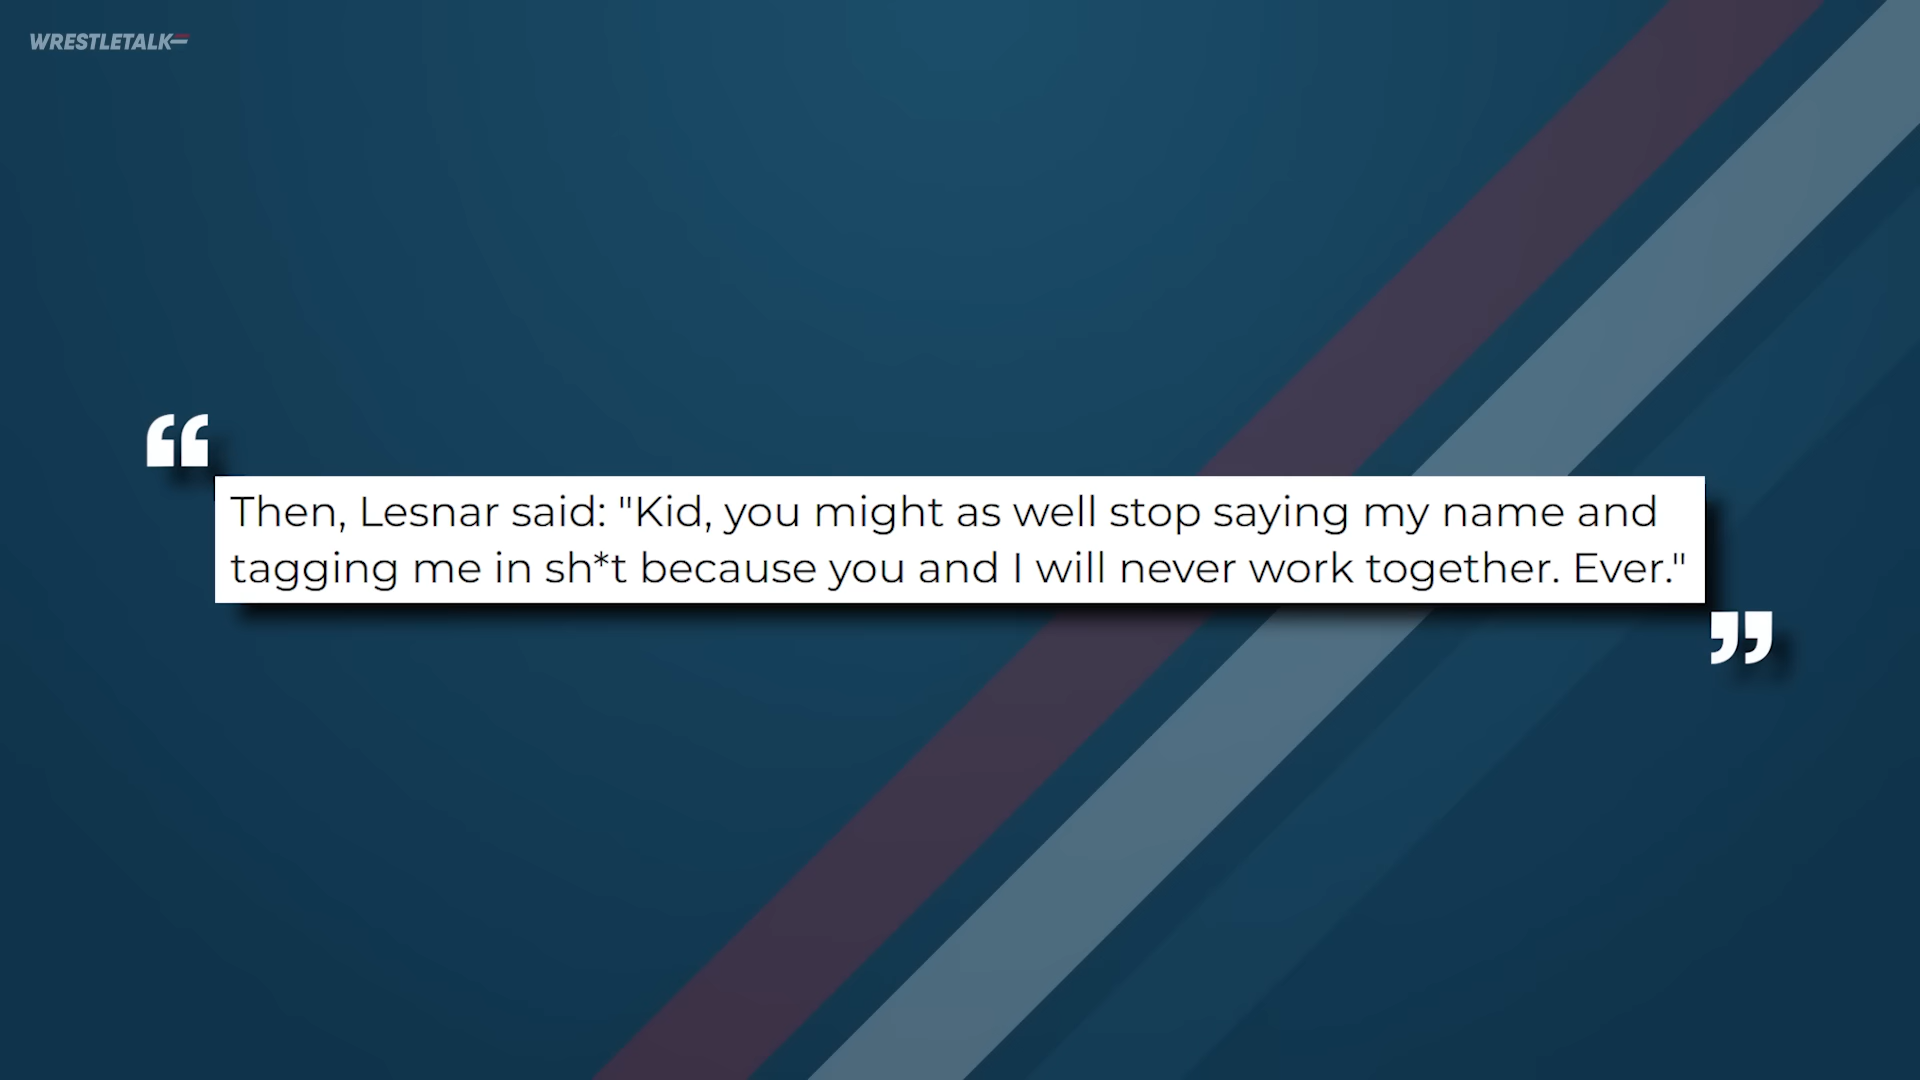 WRESTLETALK
“
Then, Lesnar said: "Kid, you might as well stop saying my name and
tagging me in sh*t because you and I will never work together. Ever."
”